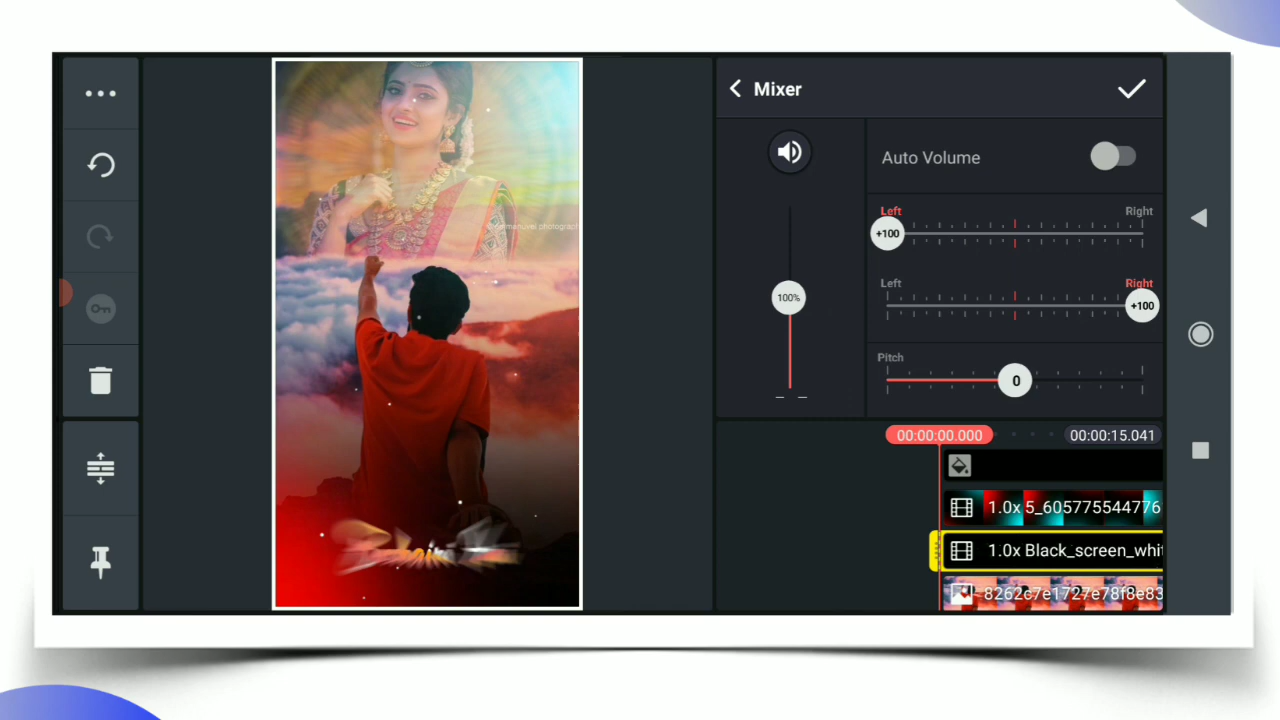 Mixer
Auto Volume
Left
Right
+100
Left
Right
+100
100%
Pitch
0
00:00:00.000
00:00:15.041
1.0x 5_605775544776
1.0x Black_screen_whi
8262c7e1727e78f8e83